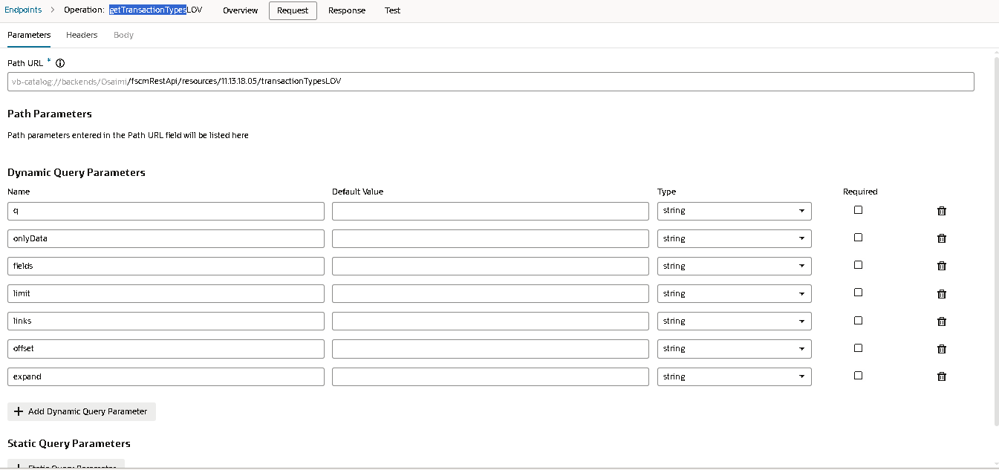 Endpoints > Operation: getTransactionTypesLOV Overview Request Response Test
Parameters Headers Body
Path URL *
vb-catalog://backends/Osaimi/fscmRestApi/resources/11.13.18.05/transactionTypesLOV
Path Parameters
Path parameters entered in the Path URL field will be listed here
Dynamic Query Parameters
Name Default Value Type Required
q string
onlyData string
fields string
limit string
links string
offset string
expand string
+ Add Dynamic Query Parameter
Static Query Parameters
+ Static Query Parameter